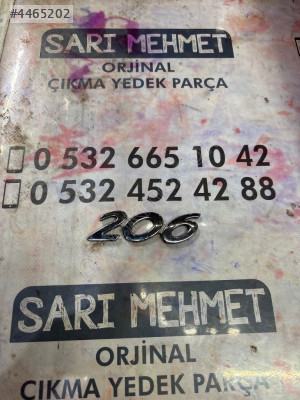 #4465202
SARI MEHMET
ORJİNAL
ÇIKMA YEDEK PARÇA
0 532 665 10 42
0 532 452 42 88
206
SARI MEHMET
ORJİNAL
ÇIKMA YEDEK PARÇA